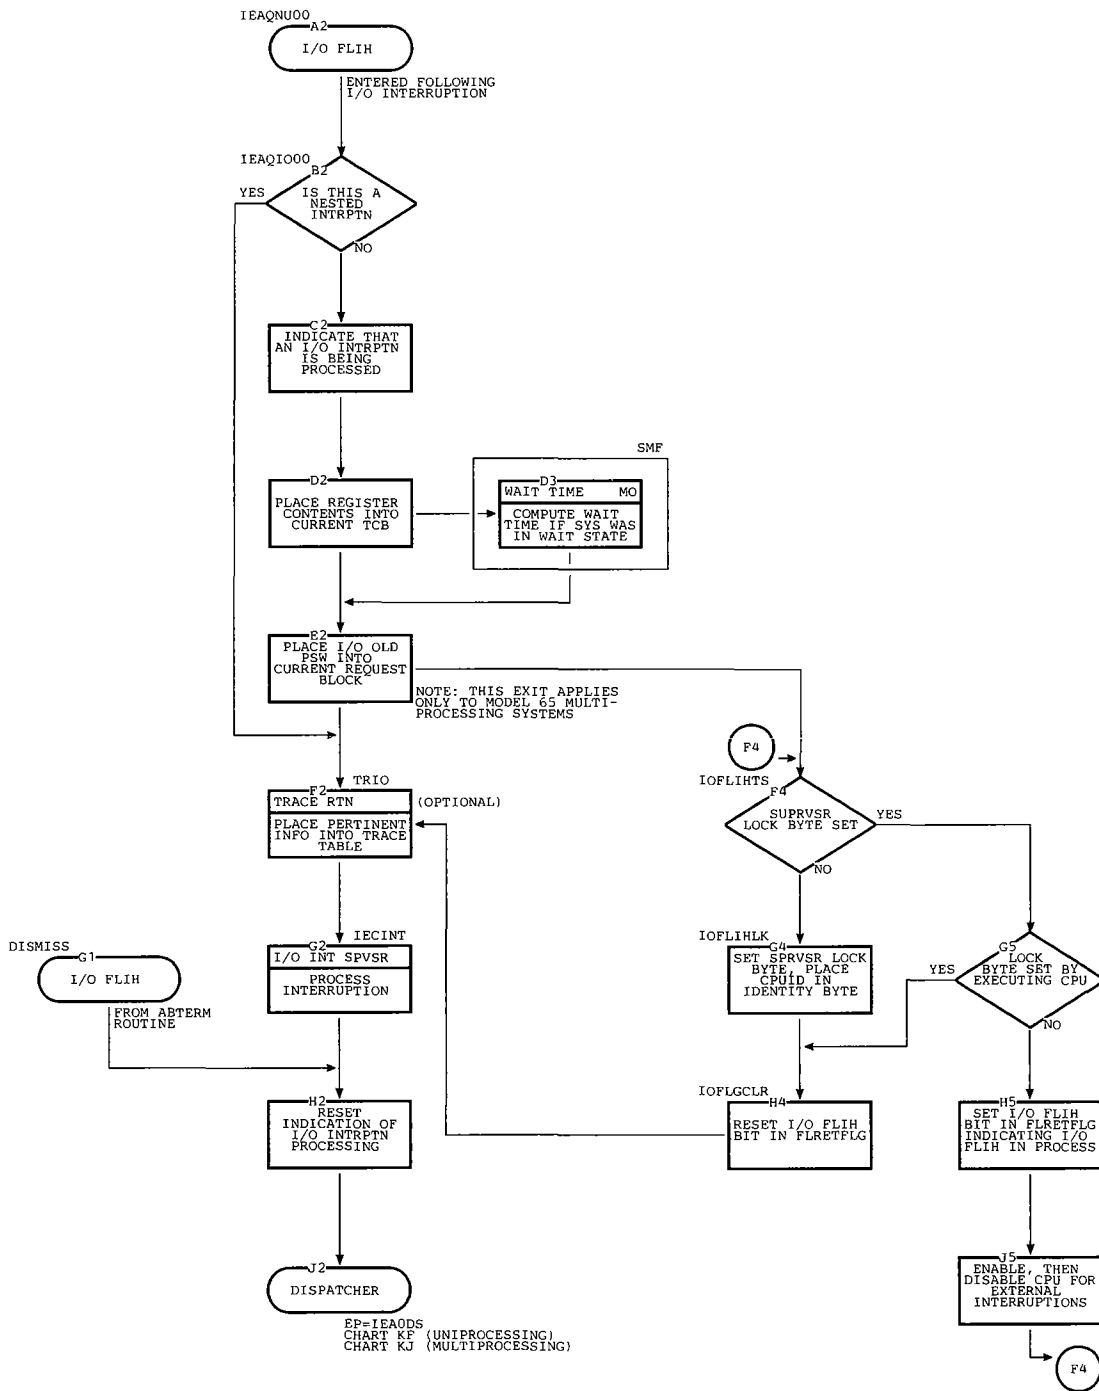 IEAQNU00
A2
I/O FLIH
ENTERED FOLLOWING
I/O INTERRUPTION
IEAQIO00
B2
YES
IS THIS A
NESTED
INTRPTN
NO
C2
INDICATE THAT
AN I/O INTRPTN
IS BEING
PROCESSED
SMF
D2
PLACE REGISTER
CONTENTS INTO
CURRENT TCB
D3
WAIT TIME MO
COMPUTE WAIT
TIME IF SYS WAS
IN WAIT STATE
E2
PLACE I/O OLD
PSW INTO
CURRENT REQUEST
BLOCK
NOTE: THIS EXIT APPLIES
ONLY TO MODEL 65 MULTI-
PROCESSING SYSTEMS
F4
TRIO
F2
TRACE RTN (OPTIONAL)
PLACE PERTINENT
INFO INTO TRACE
TABLE
IOFLIHTS
F4
SUPRVSR
LOCK BYTE SET
YES
NO
DISMISS
G1
I/O FLIH
FROM ABTERM
ROUTINE
IECINT
G2
I/O INT SPVSR
PROCESS
INTERRUPTION
IOFLIHLK
G4
SET SPRVSR LOCK
BYTE, PLACE
CPUID IN
IDENTITY BYTE
G5
YES
LOCK
BYTE SET BY
EXECUTING CPU
NO
H2
RESET
INDICATION OF
I/O INTRPTN
PROCESSING
IOFLGCLR
H4
RESET I/O FLIH
BIT IN FLRETFLG
H5
SET I/O FLIH
BIT IN FLRETFLG
INDICATING I/O
FLIH IN PROCESS
J2
DISPATCHER
EP=IEA0DS
CHART KF (UNIPROCESSING)
CHART KJ (MULTIPROCESSING)
J5
ENABLE, THEN
DISABLE CPU FOR
EXTERNAL
INTERRUPTIONS
F4